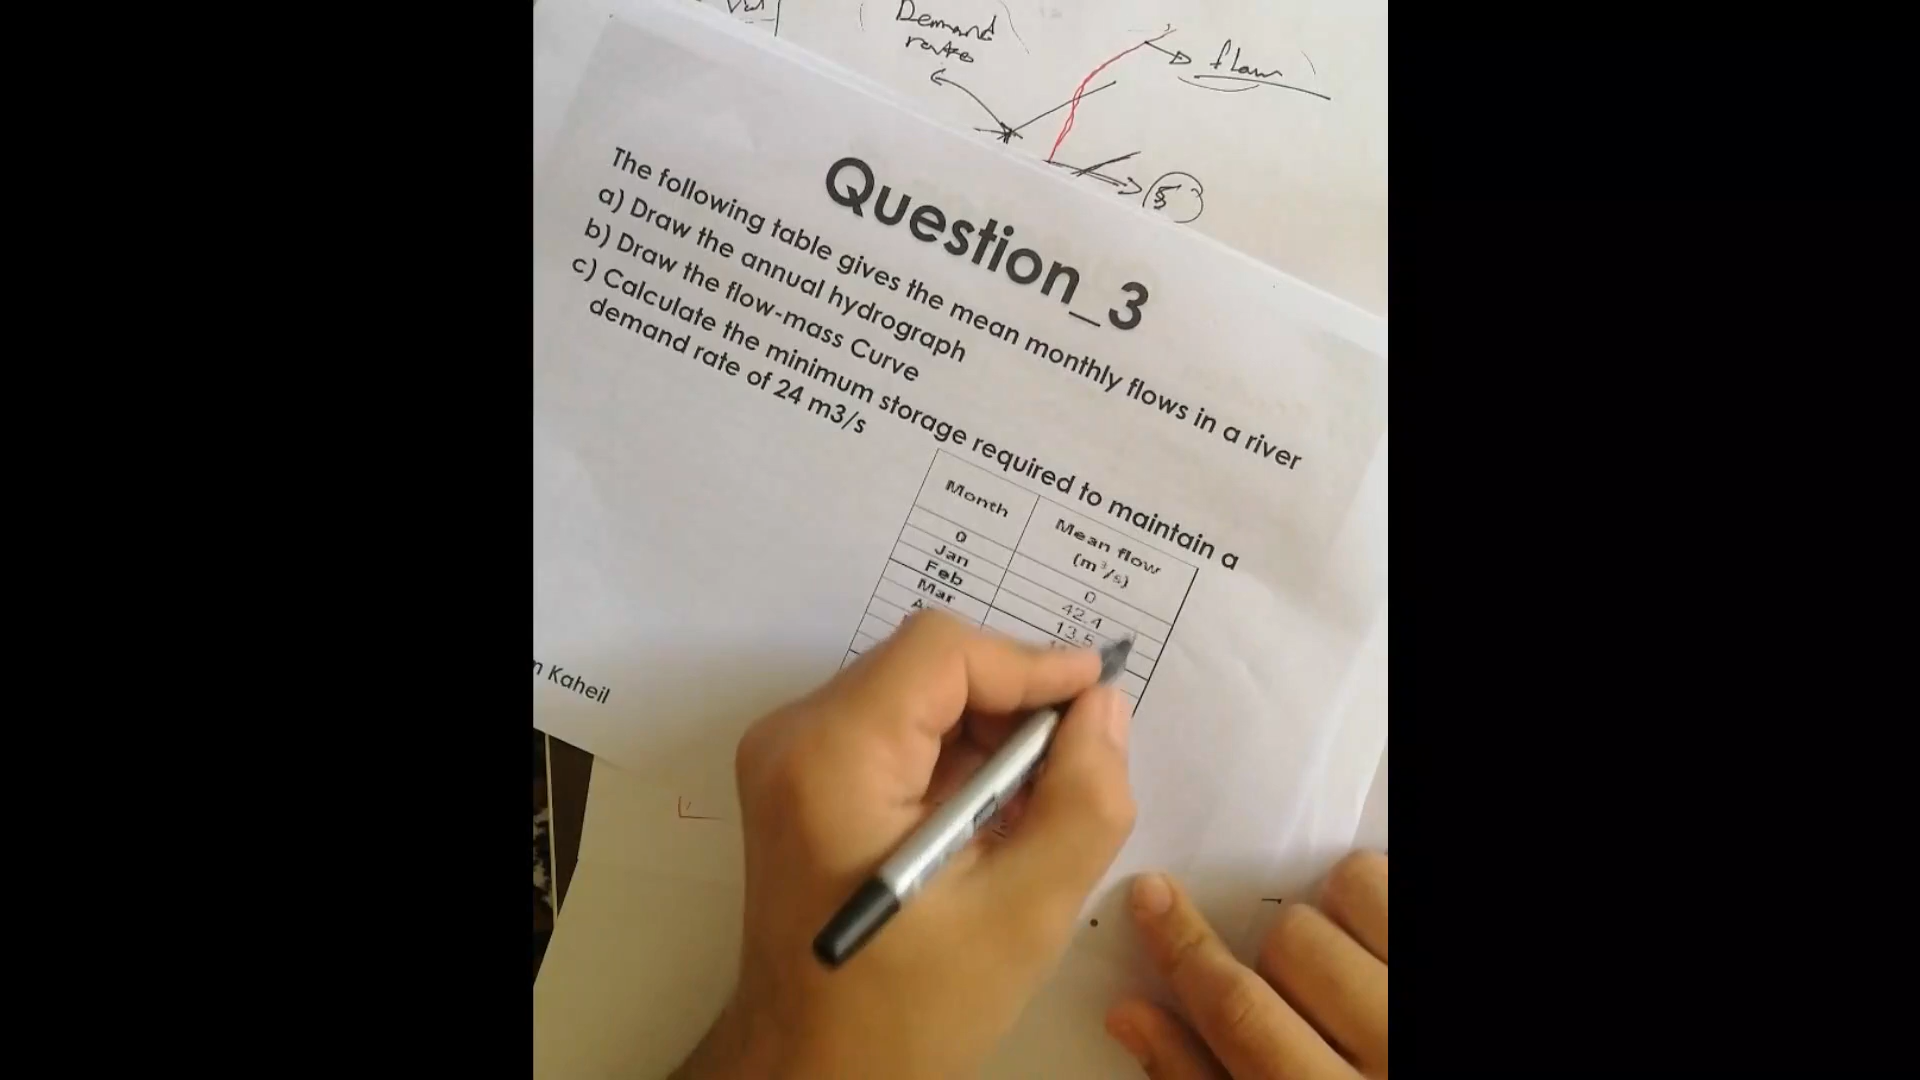 Demand
rate
flow
S
Question_3
The following table gives the mean monthly flows in a river
a) Draw the annual hydrograph
b) Draw the flow-mass Curve
c) Calculate the minimum storage required to maintain a
demand rate of 24 m3/s
Month Mean flow
(m³/s)
0 0
Jan 42.4
Feb 13.5
Mar
Kaheil